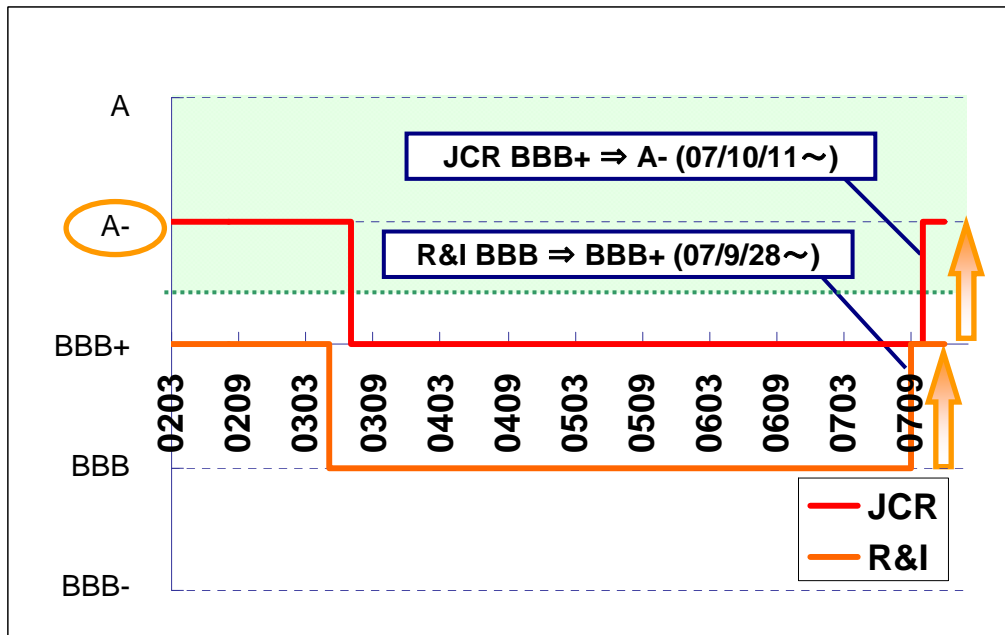 A
JCR BBB+ ⇒ A- (07/10/11～)
A-
R&I BBB ⇒ BBB+ (07/9/28～)
BBB+
0203
0209
0303
0309
0403
0409
0503
0509
0603
0609
0703
0709
BBB
JCR
R&I
BBB-